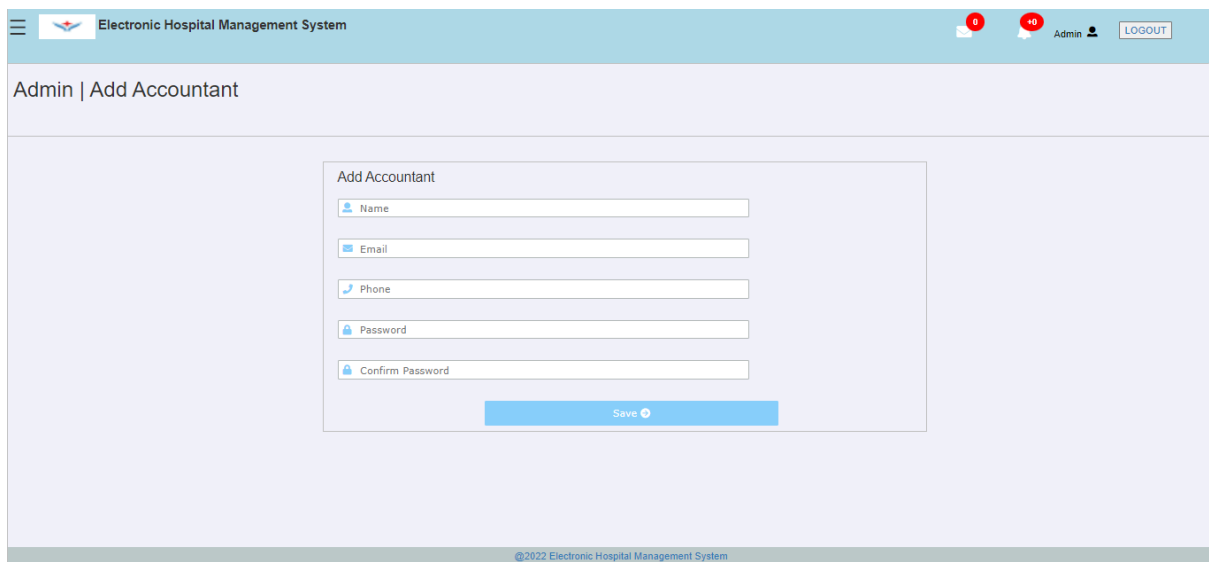 Electronic Hospital Management System
0
+0
Admin
LOGOUT
Admin | Add Accountant
Add Accountant
Name
Email
Phone
Password
Confirm Password
Save
@2022 Electronic Hospital Management System